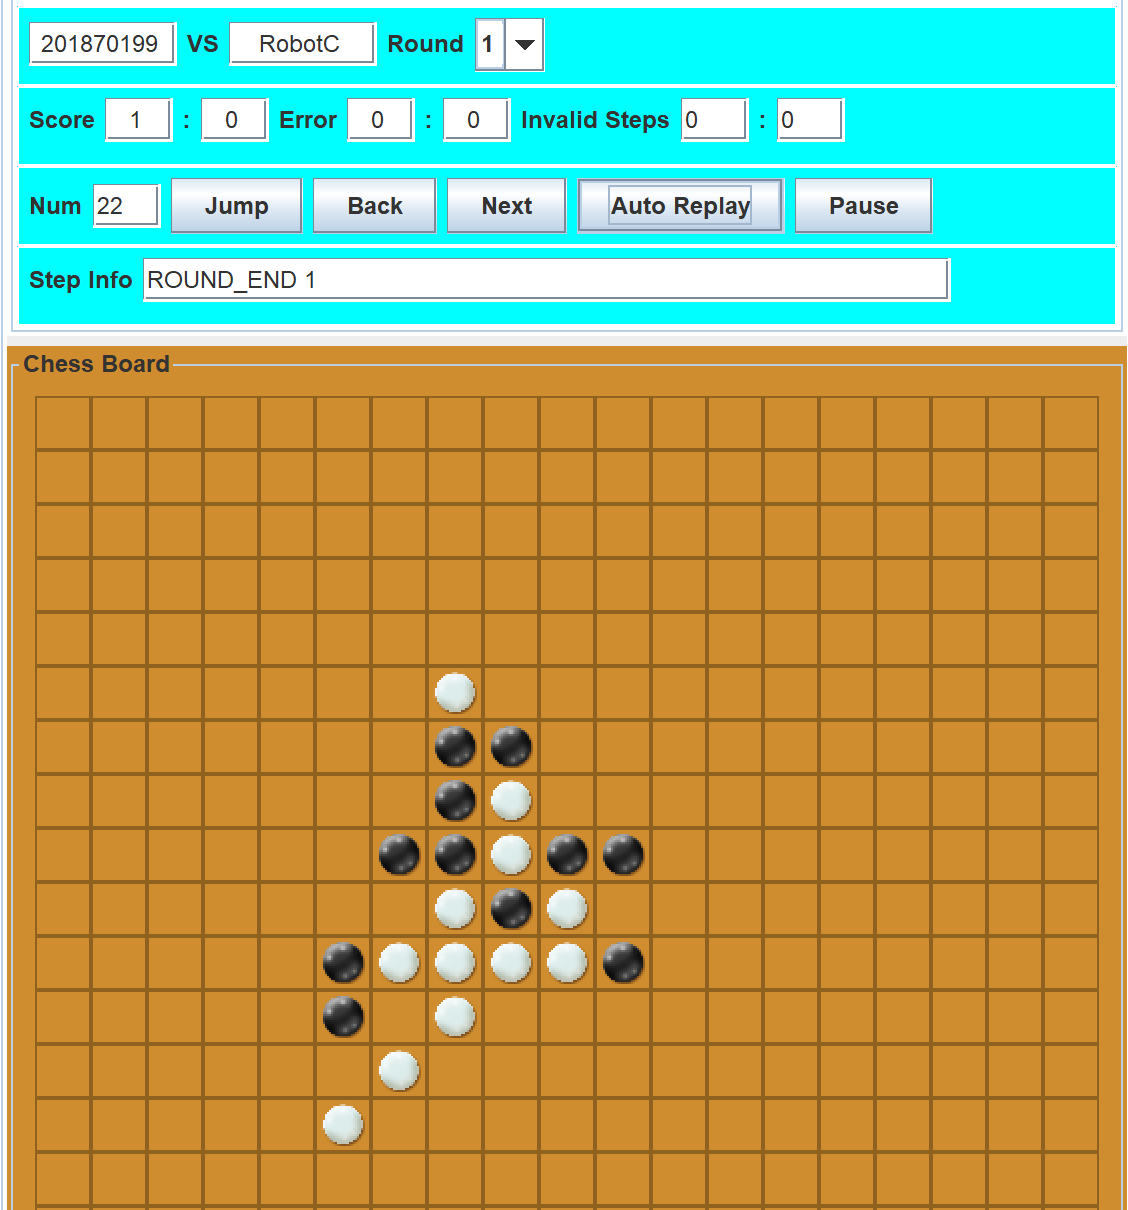 201870199 VS RobotC Round 1
Score 1 : 0 Error 0 : 0 Invalid Steps 0 : 0
Num 22 Jump Back Next Auto Replay Pause
Step Info ROUND_END 1
Chess Board